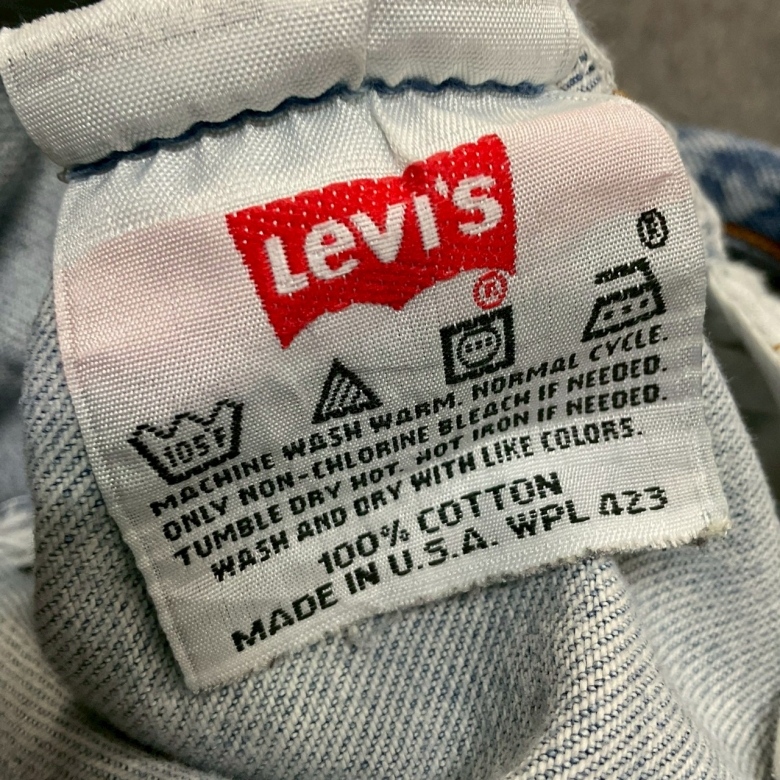 Levi's®
®
105F
MACHINE WASH WARM, NORMAL CYCLE.
ONLY NON-CHLORINE BLEACH IF NEEDED.
TUMBLE DRY HOT. HOT IRON IF NEEDED.
WASH AND DRY WITH LIKE COLORS.
100% COTTON
MADE IN U.S.A. WPL 423